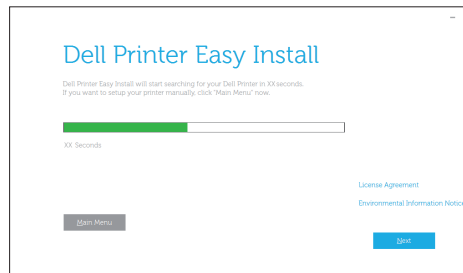 Dell Printer Easy Install
Dell Printer Easy Install will start searching for your Dell Printer in XX seconds.
If you want to setup your printer manually, click "Main Menu" now.
XX Seconds
License Agreement
Environmental Information Notice
Main Menu
Next